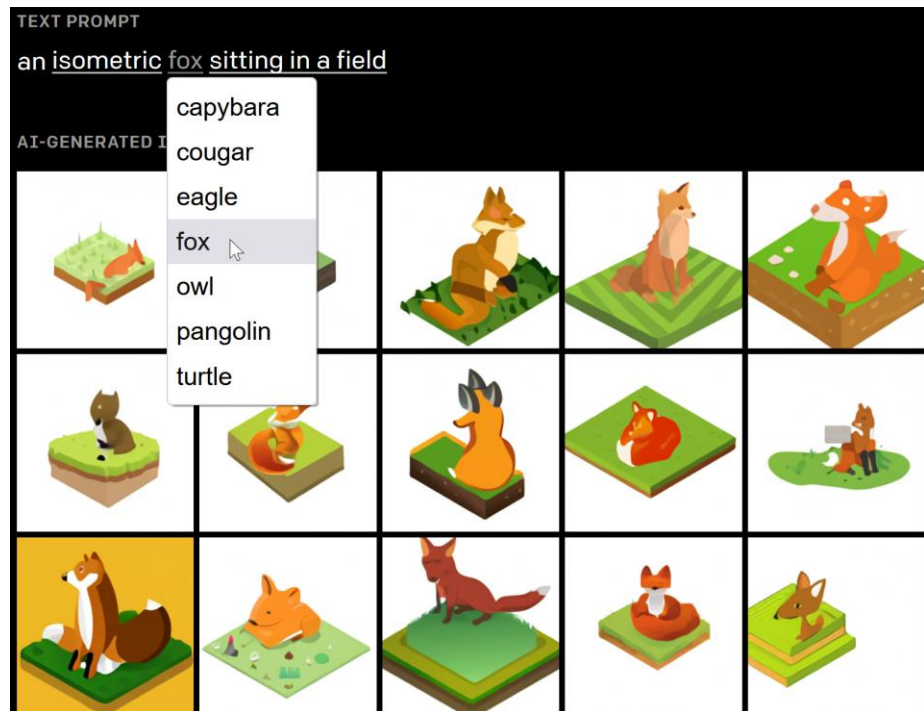 TEXT PROMPT
an isometric fox sitting in a field
capybara
AI-GENERATED I
cougar
eagle
fox
owl
pangolin
turtle